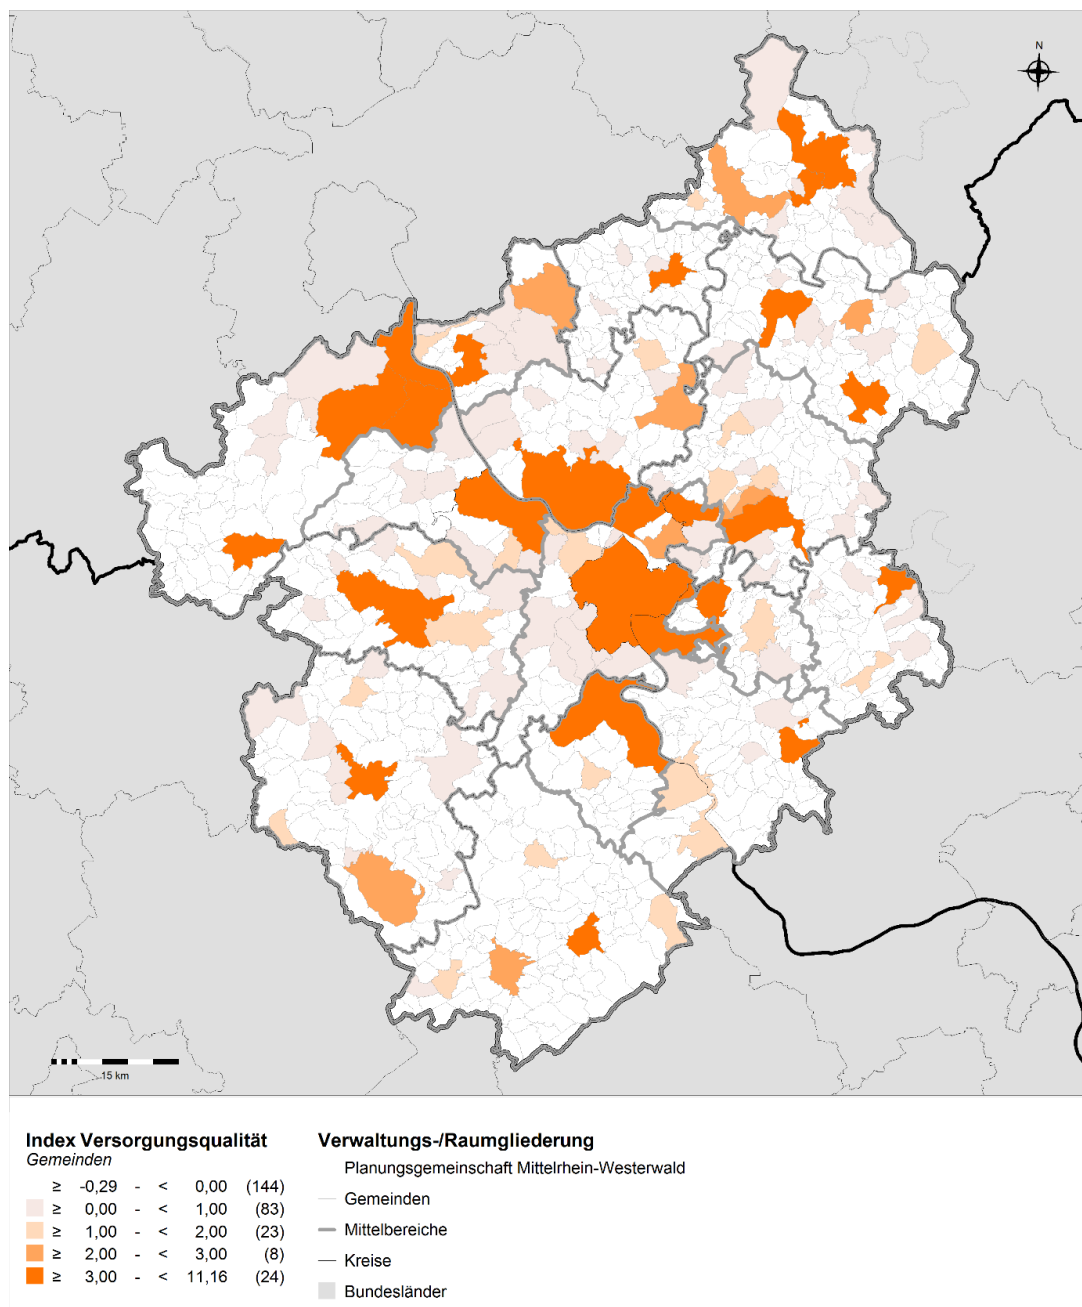 N
15 km
Index Versorgungsqualität
Gemeinden
≥ -0,29 - < 0,00 (144)
≥ 0,00 - < 1,00 (83)
≥ 1,00 - < 2,00 (23)
≥ 2,00 - < 3,00 (8)
≥ 3,00 - < 11,16 (24)
Verwaltungs-/Raumgliederung
Planungsgemeinschaft Mittelrhein-Westerwald
Gemeinden
Mittelbereiche
Kreise
Bundesländer